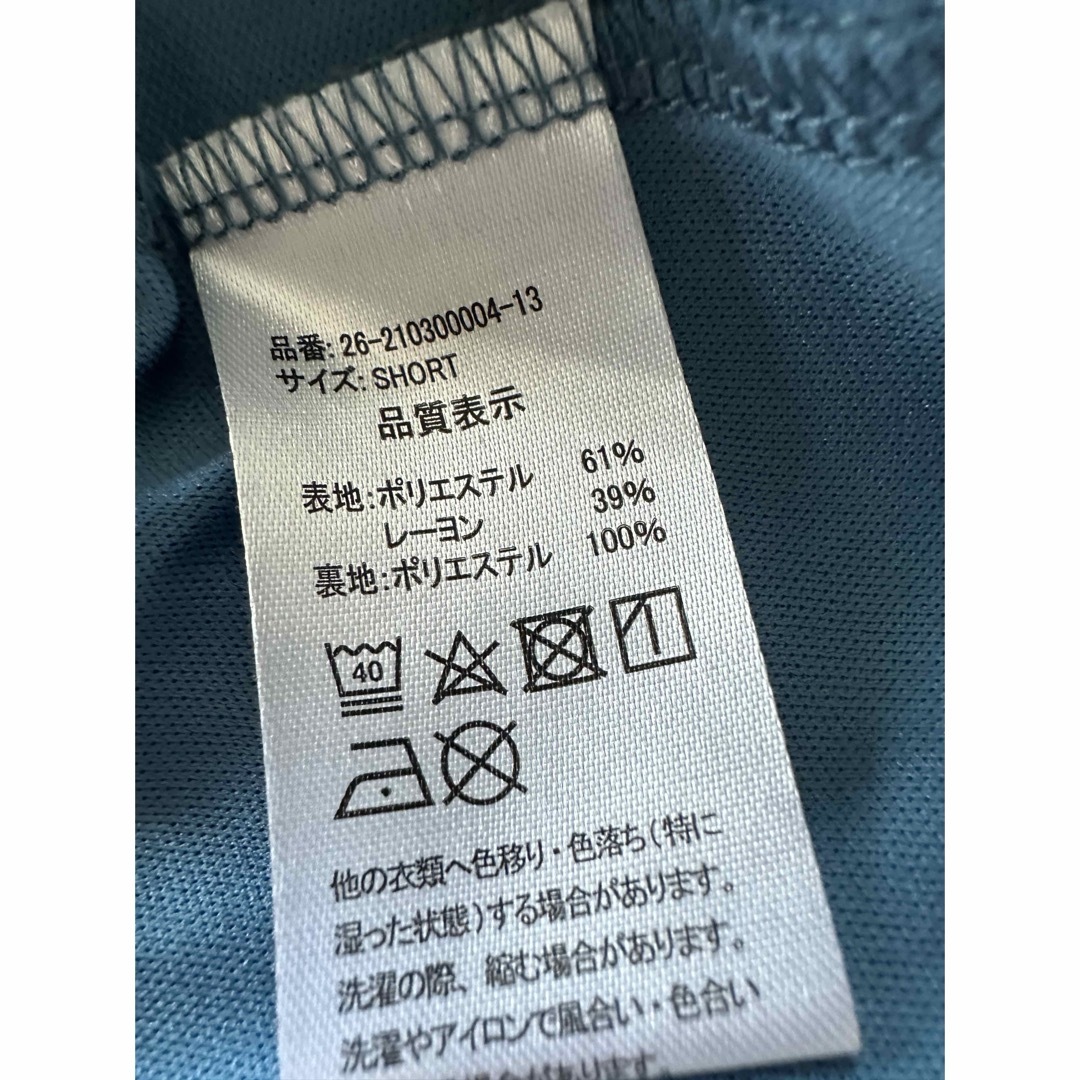 品番: 26-210300004-13
サイズ: SHORT
品質表示
表地:ポリエステル 61%
レーヨン 39%
裏地:ポリエステル 100%
40
他の衣類へ色移り・色落ち(特に
湿った状態)する場合があります。
洗濯の際、縮む場合があります。
洗濯やアイロンで風合い・色合い